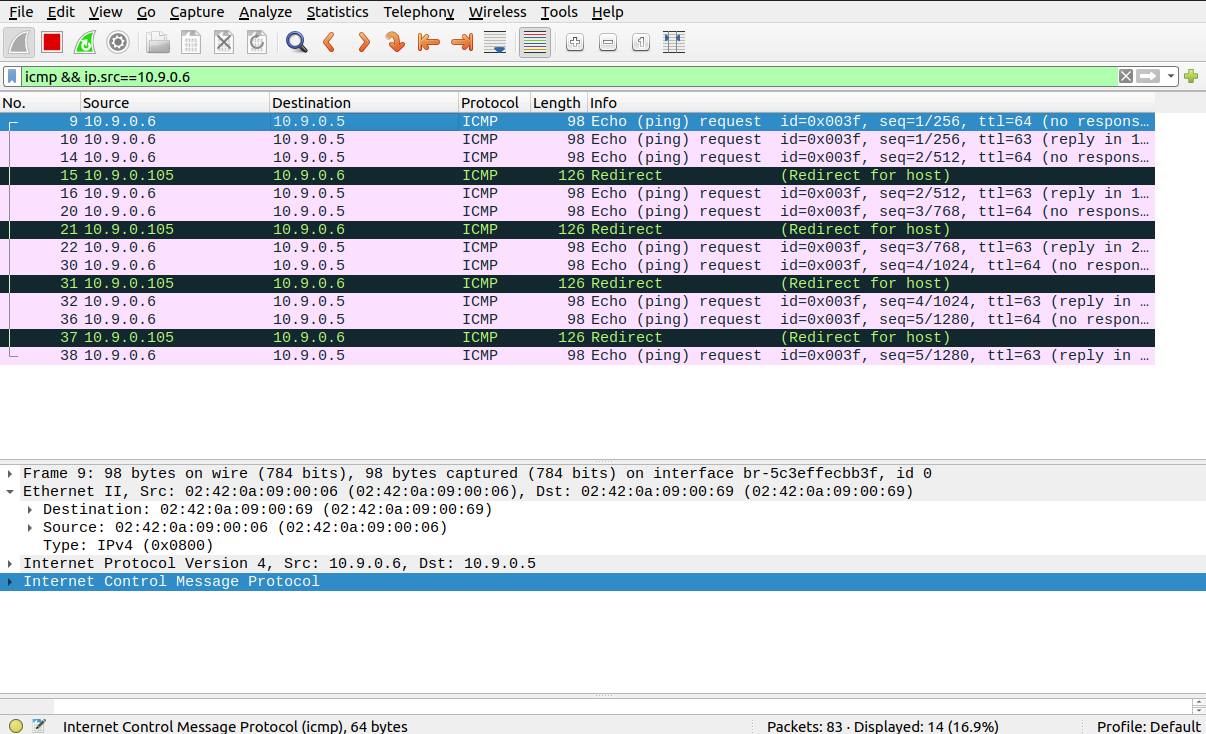 File Edit View Go Capture Analyze Statistics Telephony Wireless Tools Help
icmp && ip.src==10.9.0.6
No. Source Destination Protocol Length Info
9 10.9.0.6 10.9.0.5 ICMP 98 Echo (ping) request id=0x003f, seq=1/256, ttl=64 (no respons…
10 10.9.0.6 10.9.0.5 ICMP 98 Echo (ping) request id=0x003f, seq=1/256, ttl=63 (reply in 1…
14 10.9.0.6 10.9.0.5 ICMP 98 Echo (ping) request id=0x003f, seq=2/512, ttl=64 (no respons…
15 10.9.0.105 10.9.0.6 ICMP 126 Redirect (Redirect for host)
16 10.9.0.6 10.9.0.5 ICMP 98 Echo (ping) request id=0x003f, seq=2/512, ttl=63 (reply in 1…
20 10.9.0.6 10.9.0.5 ICMP 98 Echo (ping) request id=0x003f, seq=3/768, ttl=64 (no respons…
21 10.9.0.105 10.9.0.6 ICMP 126 Redirect (Redirect for host)
22 10.9.0.6 10.9.0.5 ICMP 98 Echo (ping) request id=0x003f, seq=3/768, ttl=63 (reply in 2…
30 10.9.0.6 10.9.0.5 ICMP 98 Echo (ping) request id=0x003f, seq=4/1024, ttl=64 (no respon…
31 10.9.0.105 10.9.0.6 ICMP 126 Redirect (Redirect for host)
32 10.9.0.6 10.9.0.5 ICMP 98 Echo (ping) request id=0x003f, seq=4/1024, ttl=63 (reply in …
36 10.9.0.6 10.9.0.5 ICMP 98 Echo (ping) request id=0x003f, seq=5/1280, ttl=64 (no respon…
37 10.9.0.105 10.9.0.6 ICMP 126 Redirect (Redirect for host)
38 10.9.0.6 10.9.0.5 ICMP 98 Echo (ping) request id=0x003f, seq=5/1280, ttl=63 (reply in …
Frame 9: 98 bytes on wire (784 bits), 98 bytes captured (784 bits) on interface br-5c3effecbb3f, id 0
Ethernet II, Src: 02:42:0a:09:00:06 (02:42:0a:09:00:06), Dst: 02:42:0a:09:00:69 (02:42:0a:09:00:69)
Destination: 02:42:0a:09:00:69 (02:42:0a:09:00:69)
Source: 02:42:0a:09:00:06 (02:42:0a:09:00:06)
Type: IPv4 (0x0800)
Internet Protocol Version 4, Src: 10.9.0.6, Dst: 10.9.0.5
Internet Control Message Protocol
Internet Control Message Protocol (icmp), 64 bytes Packets: 83 · Displayed: 14 (16.9%) Profile: Default